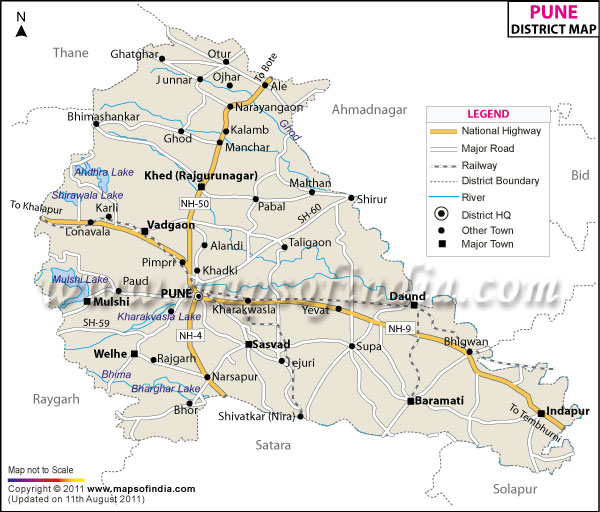 PUNE
DISTRICT MAP
N
Thane
Ghatghar
Otur
To Bote
Junnar
Ojhar
Ale
Narayangaon
Ahmadnagar
Bhimashankar
Ghod
Kalamb
Ghod
Manchar
LEGEND
National Highway
Major Road
Railway
District Boundary
River
District HQ
Other Town
Major Town
Bid
Andhra Lake
Khed (Rajgurunagar)
Malthan
Shirawala Lake
NH-50
Pabal
Shirur
To Khalapur
Karli
SH-60
Lonavala
Vadgaon
Alandi
Taligaon
Pimpri
Khadki
Mulshi Lake
Paud
PUNE
www.mapsofindia.com
Mulshi
Kharakvasla Lake
Kharakwasla
Yevat
Daund
SH-59
NH-4
NH-9
Welhe
Rajgarh
Sasvad
Jejuri
Supa
Bhigwan
Bhima
Narsapur
Bharghar Lake
Raygarh
Bhor
Shivatkar (Nira)
Baramati
Indapur
To Tembhurni
Satara
Solapur
Map not to Scale
Copyright © 2011 www.mapsofindia.com
(Updated on 11th August 2011)